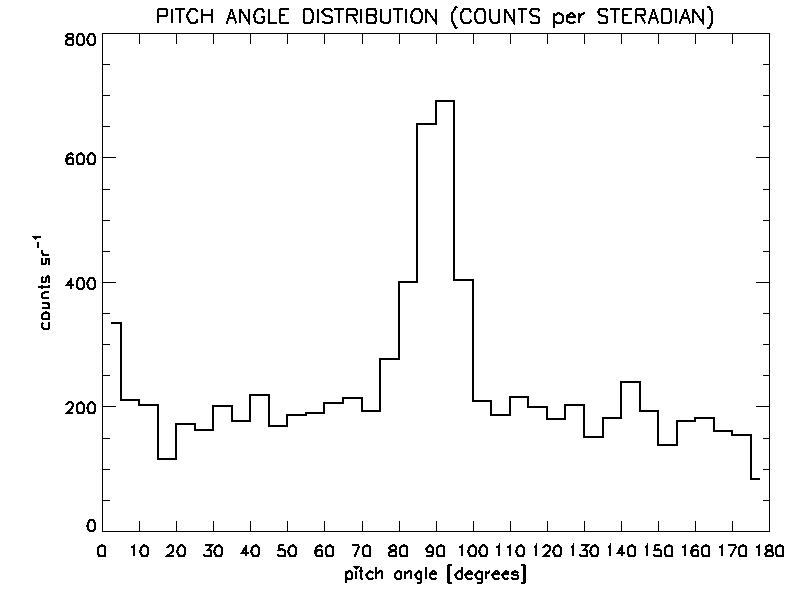 PITCH ANGLE DISTRIBUTION (COUNTS per STERADIAN)
800
600
400
200
0
counts sr⁻¹
0 10 20 30 40 50 60 70 80 90 100 110 120 130 140 150 160 170 180
pitch angle [degrees]